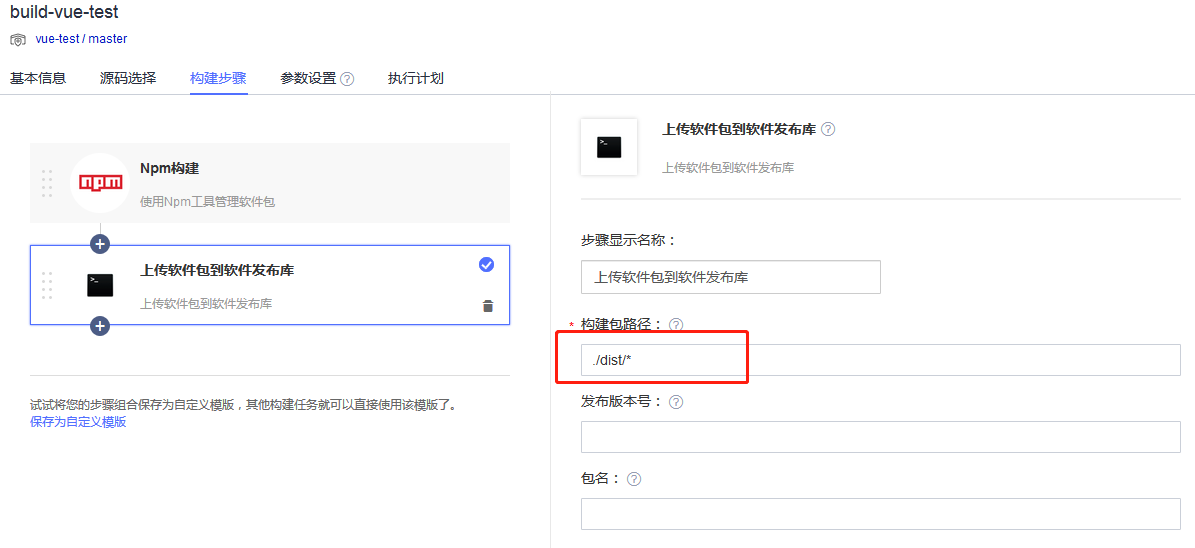 build-vue-test
vue-test / master
基本信息 源码选择 构建步骤 参数设置 ? 执行计划
npm
Npm构建
使用Npm工具管理软件包
+
>_
上传软件包到软件发布库
上传软件包到软件发布库
+
试试将您的步骤组合保存为自定义模版，其他构建任务就可以直接使用该模版了。
保存为自定义模版
>_
上传软件包到软件发布库 ?
上传软件包到软件发布库
步骤显示名称：
上传软件包到软件发布库
* 构建包路径： ?
./dist/*
发布版本号： ?
包名： ?